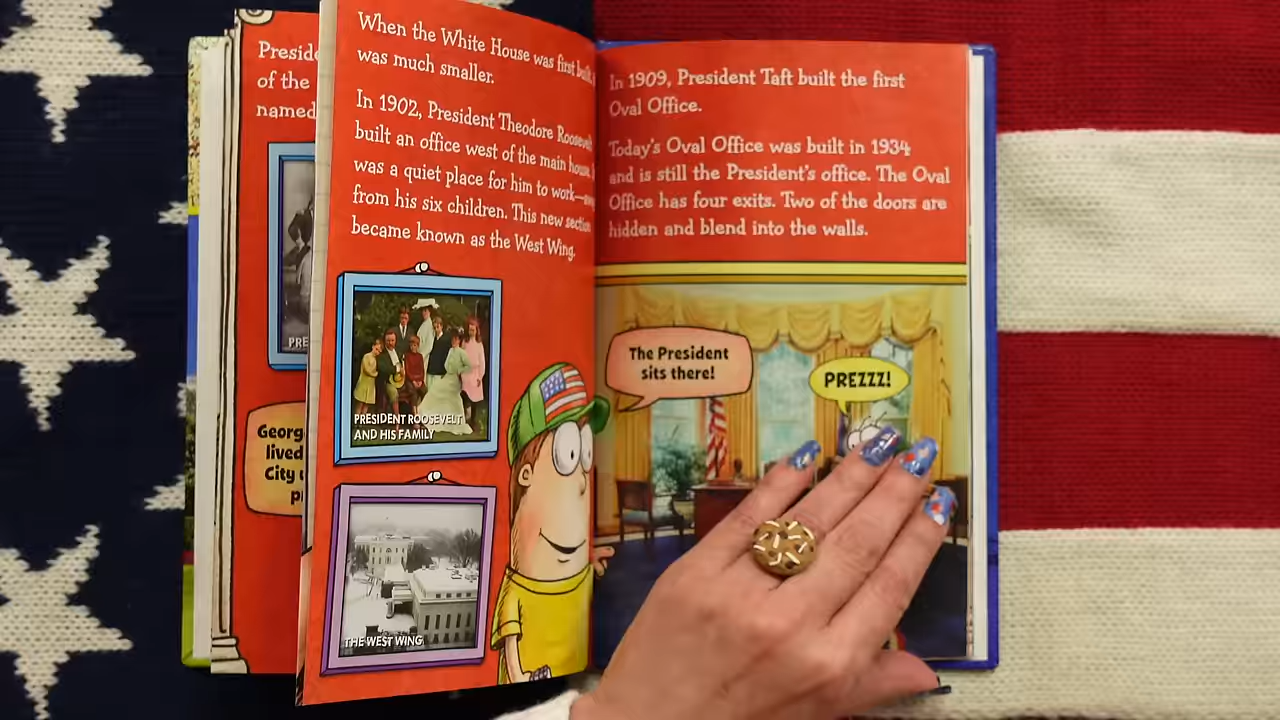 Preside
of the
named
Georg
lived
City
When the White House was first built,
was much smaller.
In 1902, President Theodore Roosevelt
built an office west of the main house.
was a quiet place for him to work—
from his six children. This new section
became known as the West Wing.
PRESIDENT ROOSEVELT
AND HIS FAMILY
THE WEST WING
In 1909, President Taft built the first
Oval Office.
Today's Oval Office was built in 1934
and is still the President's office. The Oval
Office has four exits. Two of the doors are
hidden and blend into the walls.
The President
sits there!
PREZZZ!